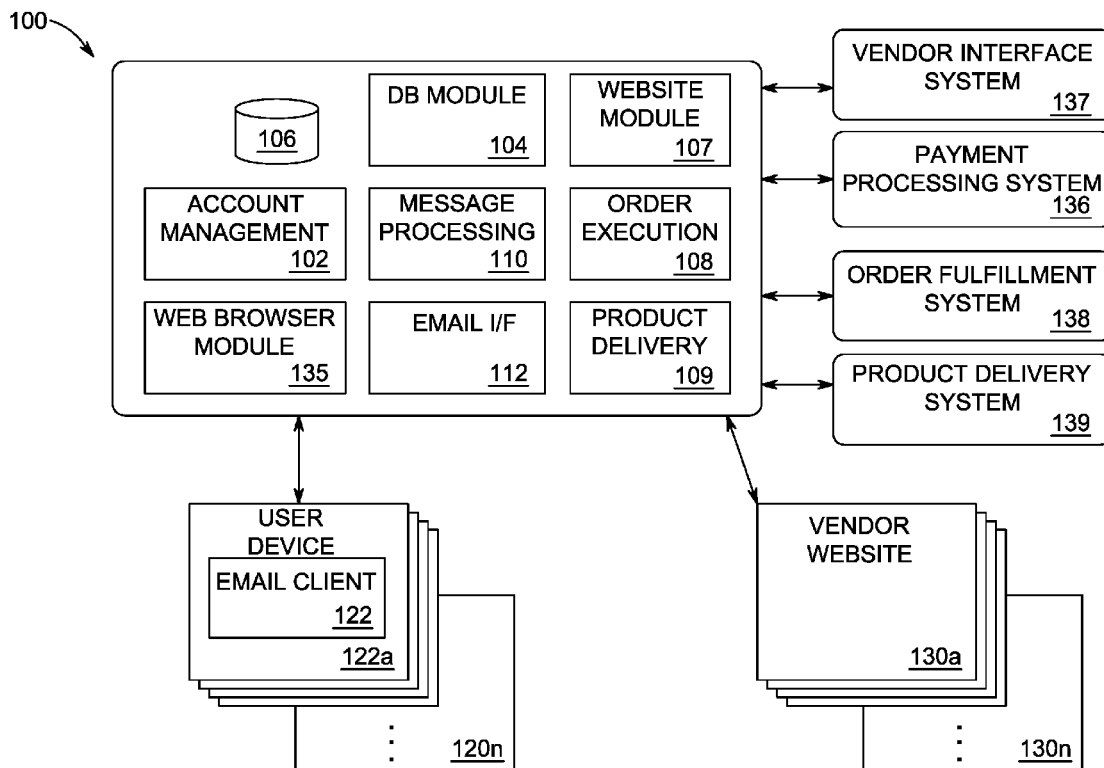 100
106
DB MODULE
104
WEBSITE
MODULE
107
ACCOUNT
MANAGEMENT
102
MESSAGE
PROCESSING
110
ORDER
EXECUTION
108
WEB BROWSER
MODULE
135
EMAIL I/F
112
PRODUCT
DELIVERY
109
VENDOR INTERFACE
SYSTEM
137
PAYMENT
PROCESSING SYSTEM
136
ORDER FULFILLMENT
SYSTEM
138
PRODUCT DELIVERY
SYSTEM
139
USER
DEVICE
EMAIL CLIENT
122
122a
120n
VENDOR
WEBSITE
130a
130n